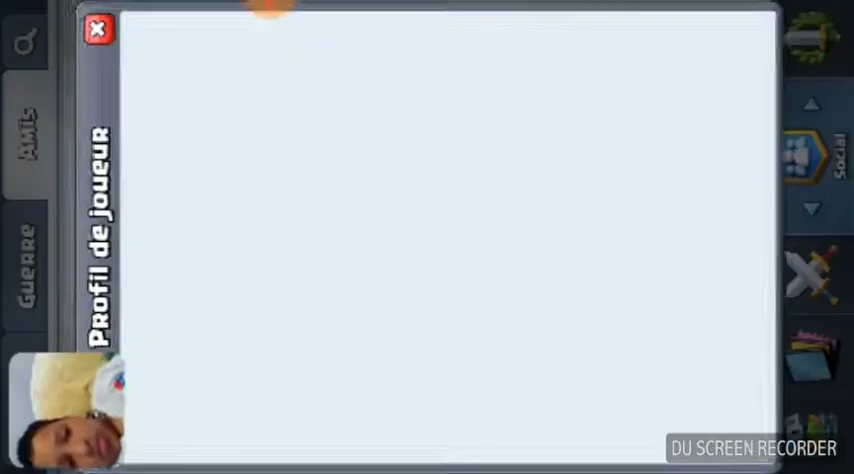 Profil de joueur
Amis
Guerre
Social
DU SCREEN RECORDER